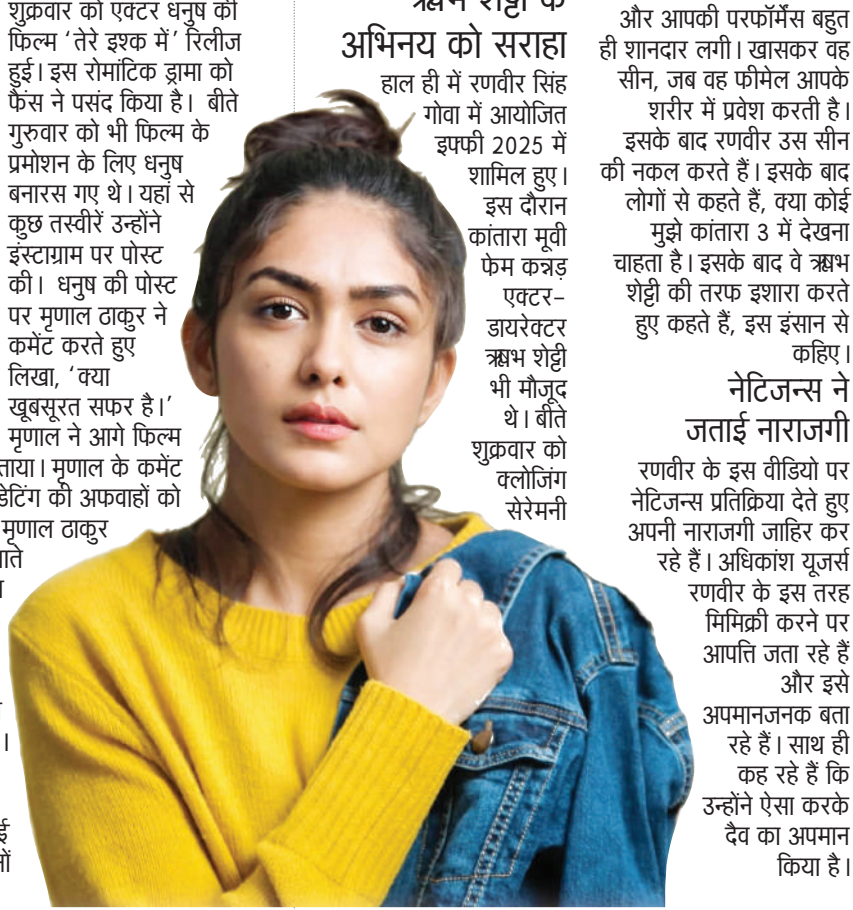 शुक्रवार को एक्टर धनुष की
फिल्म ‘तेरे इश्क में’ रिलीज
हुई। इस रोमांटिक ड्रामा को
फैंस ने पसंद किया है। बीते
गुरुवार को भी फिल्म के
प्रमोशन के लिए धनुष
बनारस गए थे। यहां से
कुछ तस्वीरें उन्होंने
इंस्टाग्राम पर पोस्ट
की। धनुष की पोस्ट
पर मृणाल ठाकुर ने
कमेंट करते हुए
लिखा, ‘क्या
खूबसूरत सफर है।’
मृणाल ने आगे फिल्म
मृणाल के कमेंट
की अफवाहों को
मृणाल ठाकुर
अभिनय को सराहा
हाल ही में रणवीर सिंह
गोवा में आयोजित
इफ्फी 2025 में
शामिल हुए।
इस दौरान
कांतारा मूवी
फेम कन्नड़
एक्टर–
डायरेक्टर
ऋषभ शेट्टी
भी मौजूद
थे। बीते
शुक्रवार को
क्लोजिंग
सेरेमनी
और आपकी परफॉर्मेंस बहुत
ही शानदार लगी। खासकर वह
सीन, जब वह फीमेल आपके
शरीर में प्रवेश करती है।
इसके बाद रणवीर उस सीन
की नकल करते हैं। इसके बाद
लोगों से कहते हैं, क्या कोई
मुझे कांतारा 3 में देखना
चाहता है। इसके बाद वे ऋषभ
शेट्टी की तरफ इशारा करते
हुए कहते हैं, इस इंसान से
कहिए।
नेटिजन्स ने
जताई नाराजगी
रणवीर के इस वीडियो पर
नेटिजन्स प्रतिक्रिया देते हुए
अपनी नाराजगी जाहिर कर
रहे हैं। अधिकांश यूजर्स
रणवीर के इस तरह
मिमिक्री करने पर
आपत्ति जता रहे हैं
और इसे
अपमानजनक बता
रहे हैं। साथ ही
कह रहे हैं कि
उन्होंने ऐसा करके
दैव का अपमान
किया है।